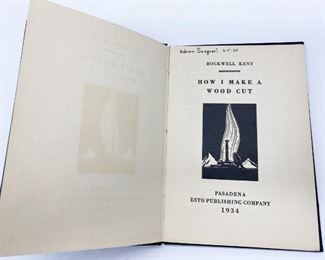 ROCKWELL KENT
HOW I MAKE A
WOOD CUT
PASADENA
ESTO PUBLISHING COMPANY
1934